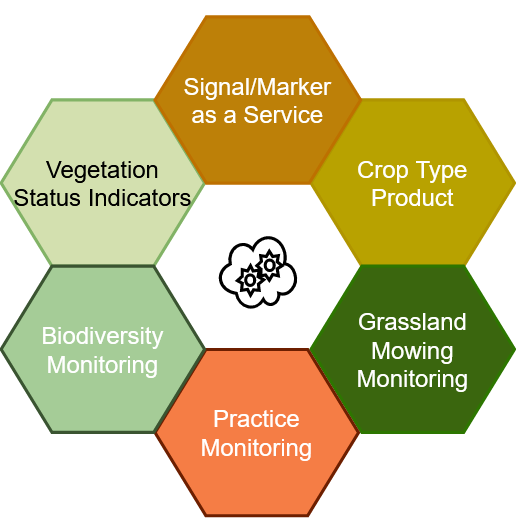 Signal/Marker
as a Service
Vegetation
Status Indicators
Crop Type
Product
Biodiversity
Monitoring
Grassland
Mowing
Monitoring
Practice
Monitoring